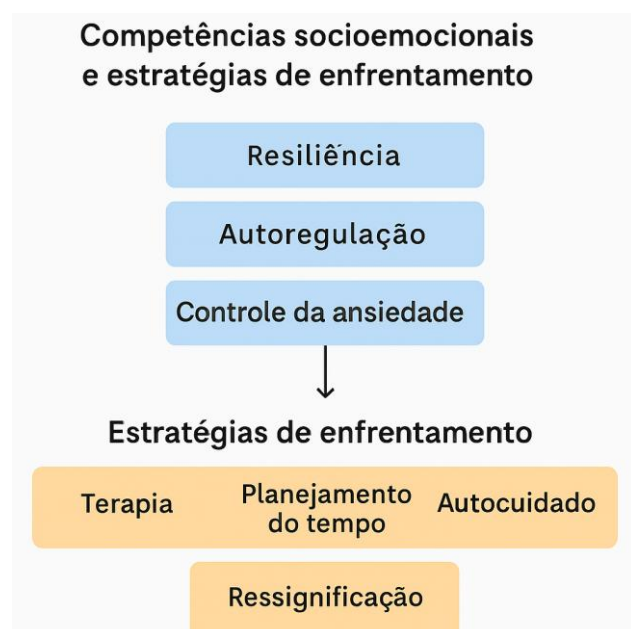 Competências socioemocionais
e estratégias de enfrentamento
Resiliência
Autoregulação
Controle da ansiedade
Estratégias de enfrentamento
Terapia
Planejamento
do tempo
Autocuidado
Ressignificação